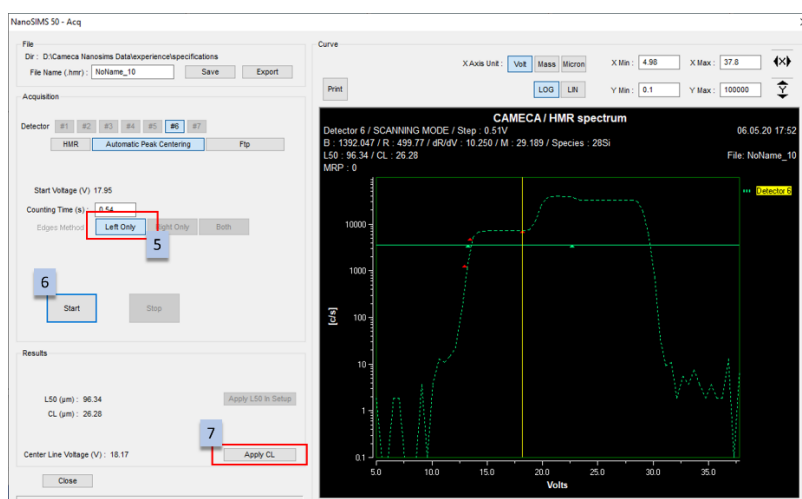 NanoSIMS 50 - Acq
File
Dir : D:\Cameca Nanosims Data\experience\specifications
File Name (.hmr) : NoName_10 Save Export
Acquisition
Detector #1 #2 #3 #4 #5 #6 #7
HMR Automatic Peak Centering Ftp
Start Voltage (V) 17.95
Counting Time (s) : 0.54
Edges Method Left Only Right Only Both
5
6
Start Stop
Results
L50 (µm) : 96.34 Apply L50 In Setup
CL (µm) : 26.28
7
Center Line Voltage (V) : 18.17 Apply CL
Close
Curve
X Axis Unit : Volt Mass Micron X Min : 4.98 X Max : 37.8
Print LOG LIN Y Min : 0.1 Y Max : 100000
CAMECA / HMR spectrum
Detector 6 / SCANNING MODE / Step : 0.51V 06.05.20 17:52
B : 1392.047 / R : 499.77 / dR/dV : 10.250 / M : 29.189 / Species : 28Si
L50 : 96.34 / CL : 26.28 File: NoName_10
MRP : 0
Detector 6
10000
1000
100
10
1
0.1
[c/s]
5.0 10.0 15.0 20.0 25.0 30.0 35.0
Volts